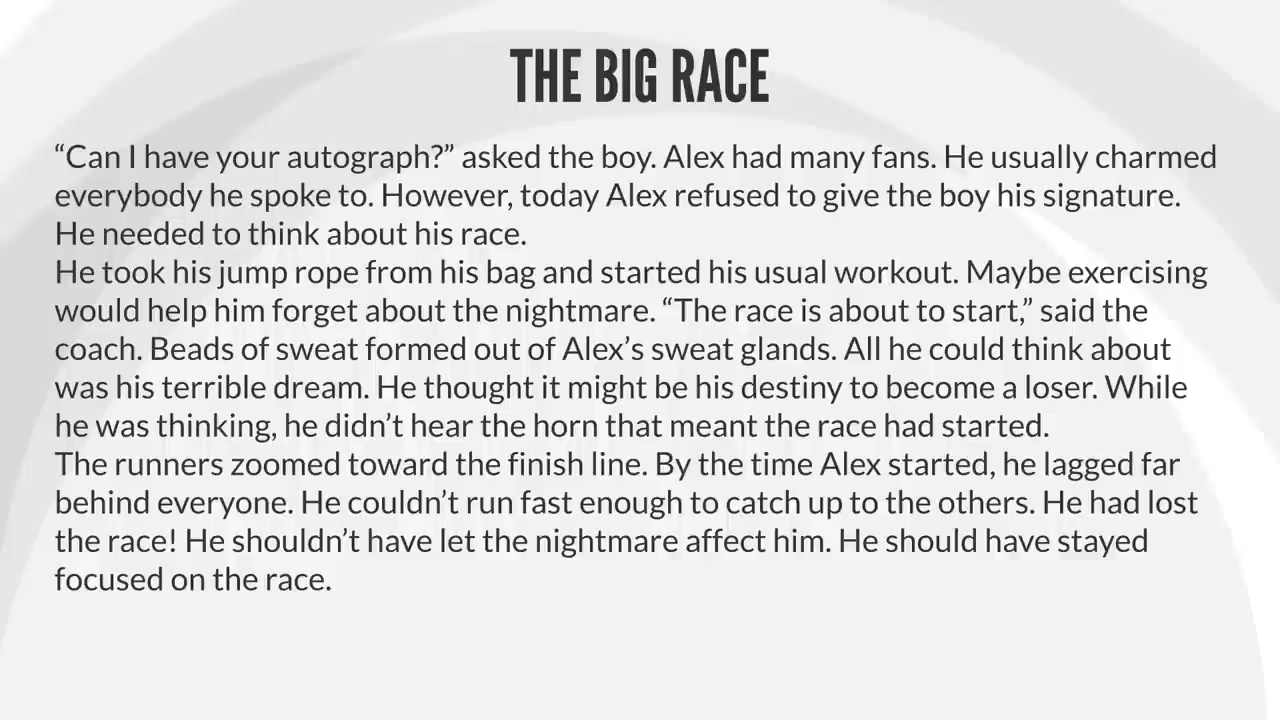 THE BIG RACE
“Can I have your autograph?” asked the boy. Alex had many fans. He usually charmed
everybody he spoke to. However, today Alex refused to give the boy his signature.
He needed to think about his race.
He took his jump rope from his bag and started his usual workout. Maybe exercising
would help him forget about the nightmare. “The race is about to start,” said the
coach. Beads of sweat formed out of Alex’s sweat glands. All he could think about
was his terrible dream. He thought it might be his destiny to become a loser. While
he was thinking, he didn’t hear the horn that meant the race had started.
The runners zoomed toward the finish line. By the time Alex started, he lagged far
behind everyone. He couldn’t run fast enough to catch up to the others. He had lost
the race! He shouldn’t have let the nightmare affect him. He should have stayed
focused on the race.